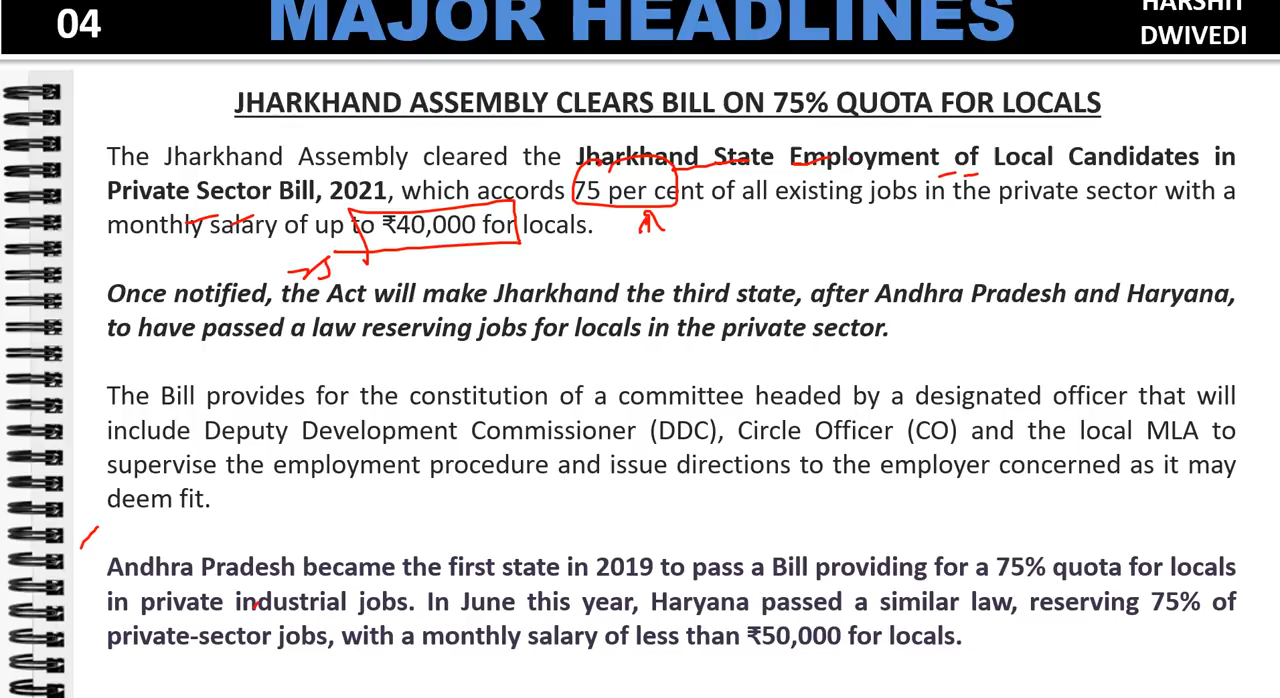 04
MAJOR HEADLINES
HARSHIT
DWIVEDI
JHARKHAND ASSEMBLY CLEARS BILL ON 75% QUOTA FOR LOCALS
The Jharkhand Assembly cleared the Jharkhand State Employment of Local Candidates in
Private Sector Bill, 2021, which accords 75 per cent of all existing jobs in the private sector with a
monthly salary of up to ₹40,000 for locals.
Once notified, the Act will make Jharkhand the third state, after Andhra Pradesh and Haryana,
to have passed a law reserving jobs for locals in the private sector.
The Bill provides for the constitution of a committee headed by a designated officer that will
include Deputy Development Commissioner (DDC), Circle Officer (CO) and the local MLA to
supervise the employment procedure and issue directions to the employer concerned as it may
deem fit.
Andhra Pradesh became the first state in 2019 to pass a Bill providing for a 75% quota for locals
in private industrial jobs. In June this year, Haryana passed a similar law, reserving 75% of
private-sector jobs, with a monthly salary of less than ₹50,000 for locals.